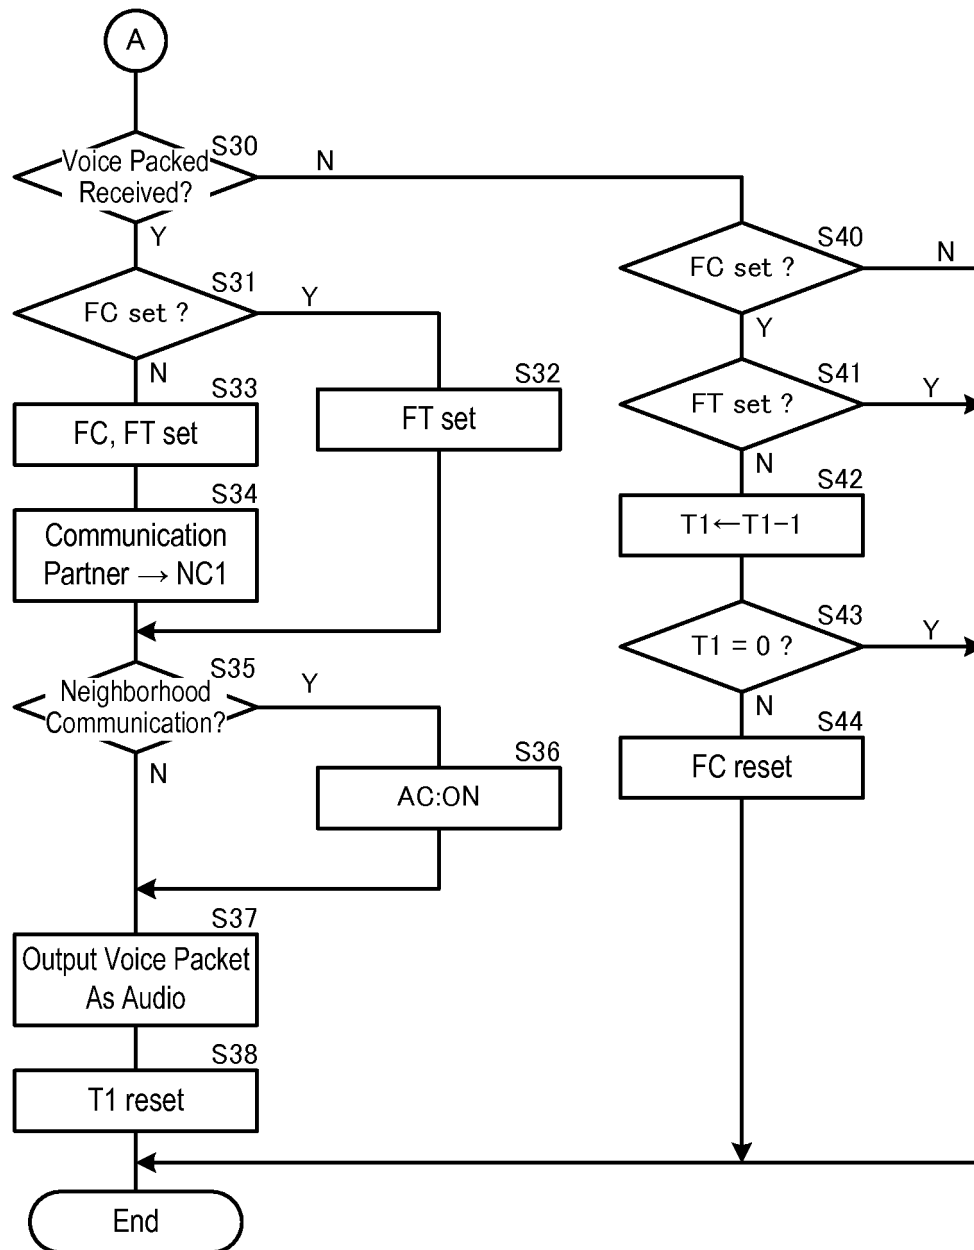 A
S30
Voice Packed
Received?
N
Y
S31
FC set ?
Y
N
S32
FT set
S33
FC, FT set
S34
Communication
Partner → NC1
S35
Neighborhood
Communication?
Y
N
S36
AC:ON
S37
Output Voice Packet
As Audio
S38
T1 reset
End
S40
FC set ?
N
Y
S41
FT set ?
Y
N
S42
T1←T1−1
S43
T1 = 0 ?
Y
N
S44
FC reset